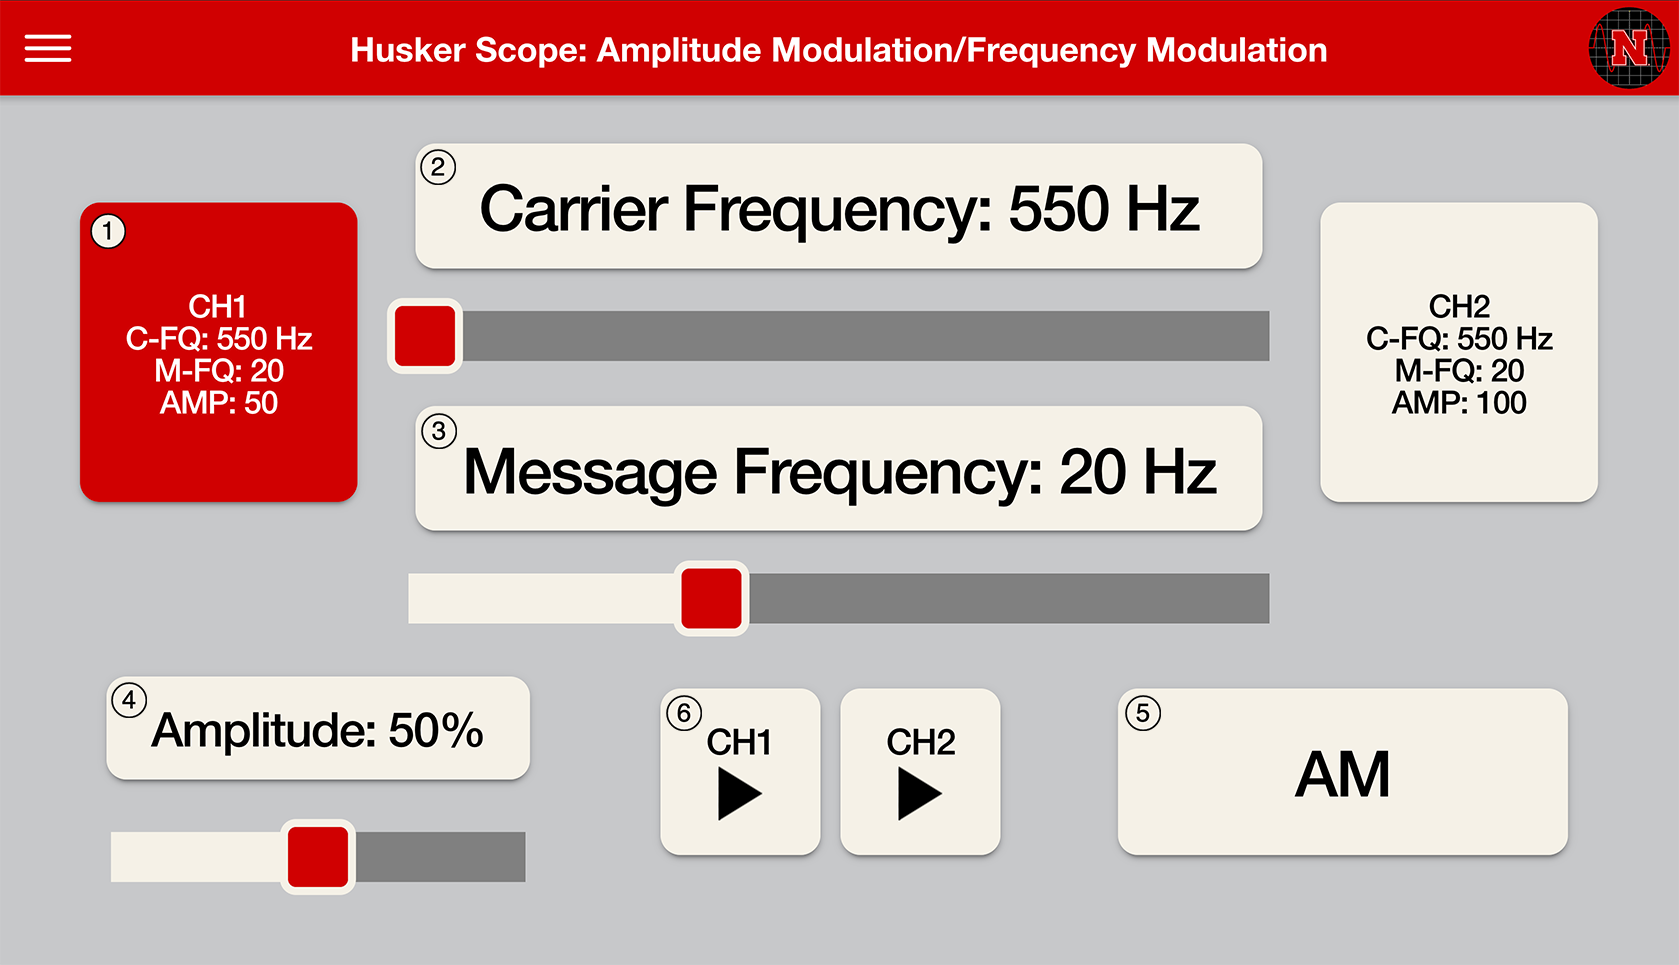 Husker Scope: Amplitude Modulation/Frequency Modulation
N
1
CH1
C-FQ: 550 Hz
M-FQ: 20
AMP: 50
2
Carrier Frequency: 550 Hz
3
Message Frequency: 20 Hz
CH2
C-FQ: 550 Hz
M-FQ: 20
AMP: 100
4
Amplitude: 50%
6
CH1
CH2
5
AM